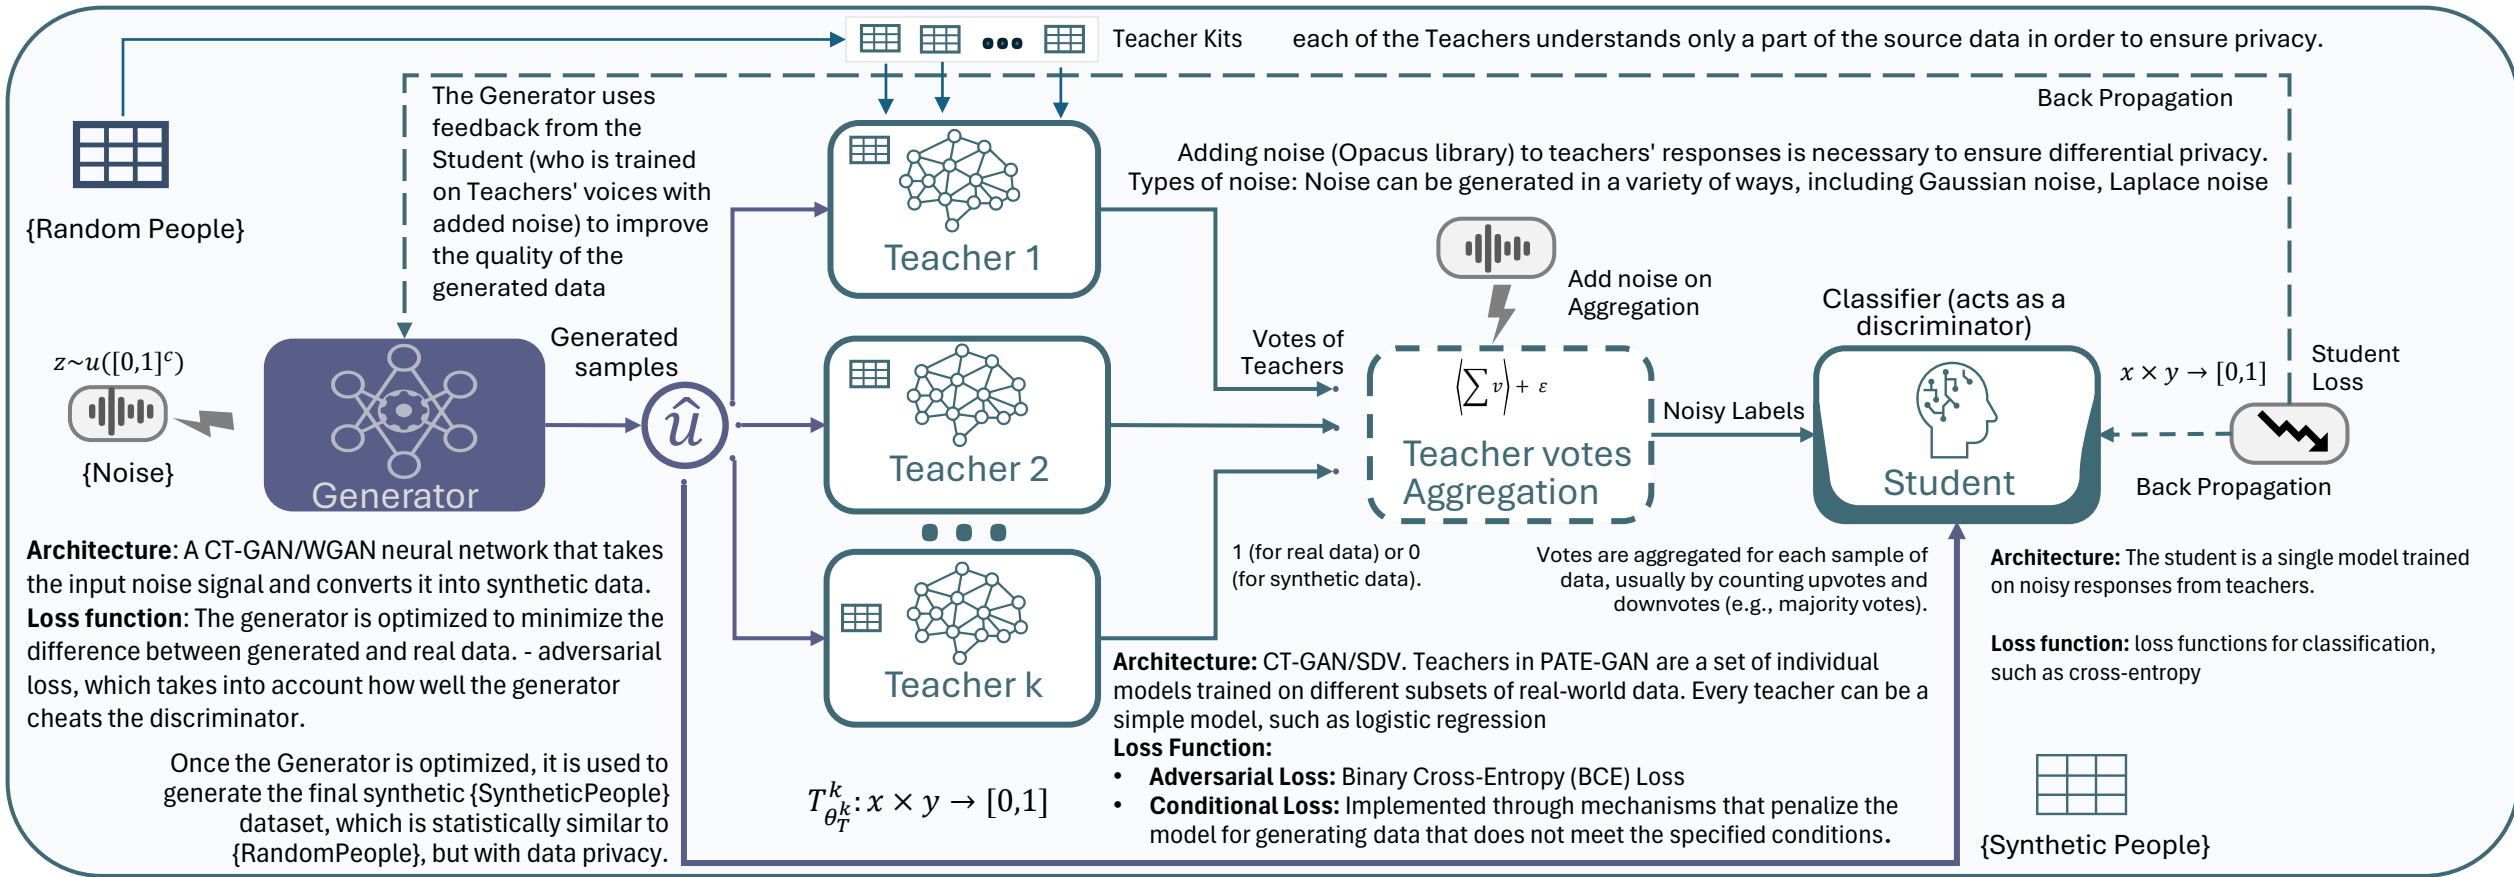 Teacher Kits
each of the Teachers understands only a part of the source data in order to ensure privacy.
Back Propagation
The Generator uses
feedback from the
Student (who is trained
on Teachers' voices with
added noise) to improve
the quality of the
generated data
{Random People}
Adding noise (Opacus library) to teachers' responses is necessary to ensure differential privacy.
Types of noise: Noise can be generated in a variety of ways, including Gaussian noise, Laplace noise
Teacher 1
Add noise on
Aggregation
Classifier (acts as a
discriminator)
z~u([0,1]^c)
{Noise}
Generator
Generated
samples
û
Teacher 2
Votes of
Teachers
⟨∑ v⟩ + ε
Teacher votes
Aggregation
Noisy Labels
Student
x × y → [0,1]
Student
Loss
Back Propagation
Teacher k
1 (for real data) or 0
(for synthetic data).
Votes are aggregated for each sample of
data, usually by counting upvotes and
downvotes (e.g., majority votes).
Architecture: The student is a single model trained
on noisy responses from teachers.
Loss function: loss functions for classification,
such as cross-entropy
Architecture: A CT-GAN/WGAN neural network that takes
the input noise signal and converts it into synthetic data.
Loss function: The generator is optimized to minimize the
difference between generated and real data. - adversarial
loss, which takes into account how well the generator
cheats the discriminator.
Once the Generator is optimized, it is used to
generate the final synthetic {SyntheticPeople}
dataset, which is statistically similar to
{RandomPeople}, but with data privacy.
T^k_{θ^k_T}: x × y → [0,1]
Architecture: CT-GAN/SDV. Teachers in PATE-GAN are a set of individual
models trained on different subsets of real-world data. Every teacher can be a
simple model, such as logistic regression
Loss Function:
• Adversarial Loss: Binary Cross-Entropy (BCE) Loss
• Conditional Loss: Implemented through mechanisms that penalize the
model for generating data that does not meet the specified conditions.
{Synthetic People}